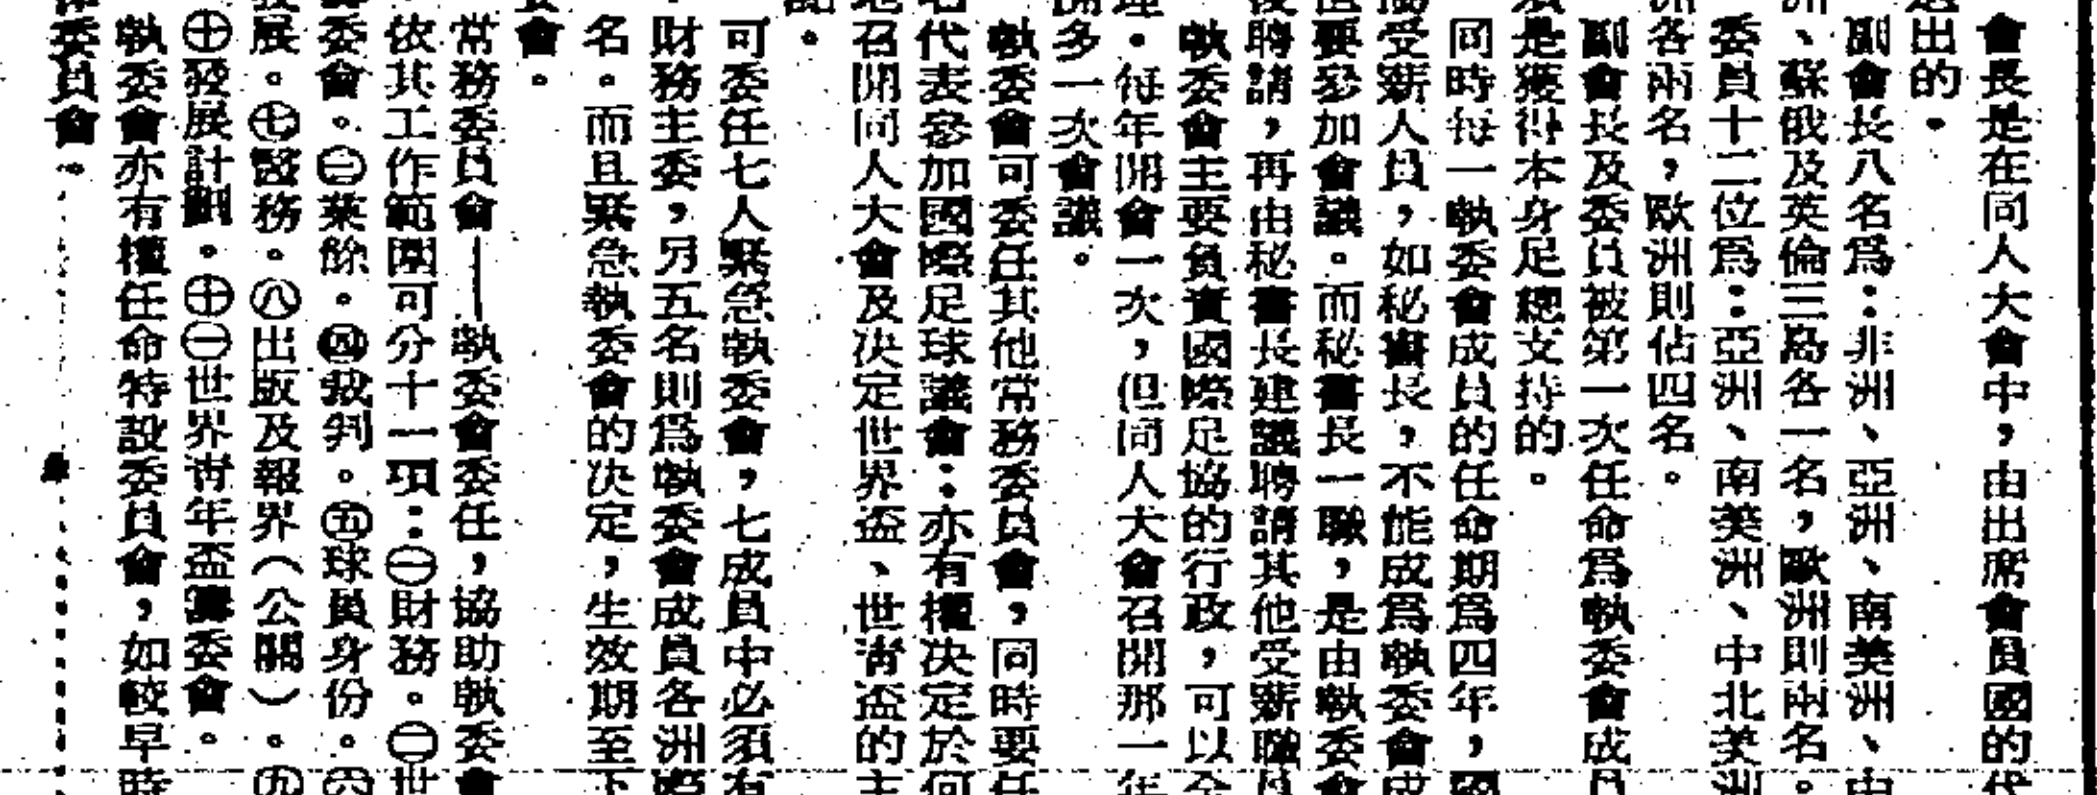 會長是在同人大會中，由出席會員國的代
出的。
副會長八名爲：非洲、亞洲、南美洲、中
洲、蘇俄及英倫三島各一名，歐洲則兩名。
委員十二位爲：亞洲、南美洲、中北美洲
洲各兩名，歐洲則佔四名。
副會長及委員被第一次任命爲執委會成員
須是獲得本身足總支持的。
同時每一執委會成員的任命期爲四年，國
協受薪人員，如秘書長，不能成爲執委會成
但要參加會議。而秘書長一職，是由執委會
後聘請，再由秘書長建議聘請其他受薪職員
執委會主要負責國際足協的行政，可以全
理。每年開會一次，但同人大會召開那一年
開多一次會議。
執委會可委任其他常務委員會，同時要任
名代表參加國際足球議會：亦有權決定於何
地召開同人大會及決定世界盃、世靑盃的主
。
可委任七人緊急執委會，七成員中必須有
財務主委，另五名則爲執委會成員各洲際
名。而且緊急執委會的決定，生效期至下
委會。
常務委員會——執委會委任，協助執委會
依其工作範圍可分十一項：㊀財務。㊁世
籌委會。㊂業餘。㊃裁判。㊄球員身份。㊅
發展。㊆醫務。㊇出版及報界（公關）。㊈
㊉發展計劃。㊉㊀世界靑年盃籌委會。
執委會亦有權任命特設委員會，如較早時
委員會。